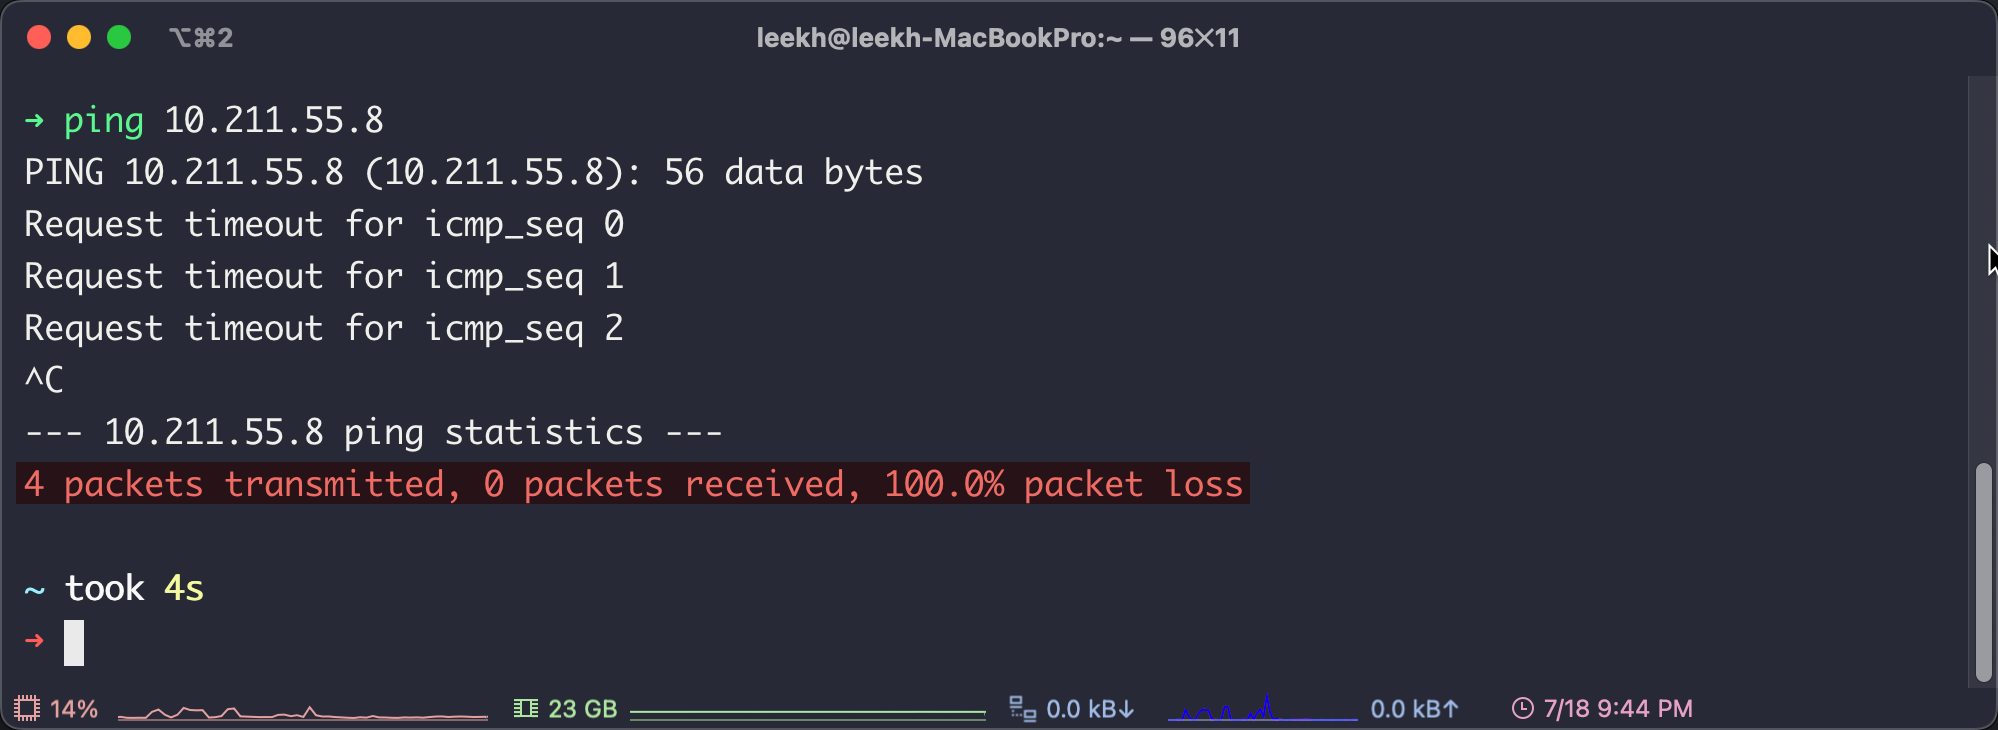 ⌥⌘2
leekh@leekh-MacBookPro:~ — 96×11
➜ ping 10.211.55.8
PING 10.211.55.8 (10.211.55.8): 56 data bytes
Request timeout for icmp_seq 0
Request timeout for icmp_seq 1
Request timeout for icmp_seq 2
^C
--- 10.211.55.8 ping statistics ---
4 packets transmitted, 0 packets received, 100.0% packet loss
~ took 4s
➜
14% 23 GB 0.0 kB↓ 0.0 kB↑ 7/18 9:44 PM